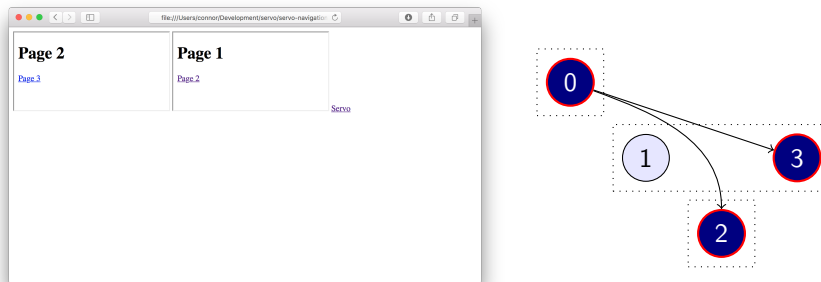 file:///Users/connor/Development/servo/servo-navigation
Page 2
Page 3
Page 1
Page 2
Servo
0
1
3
2